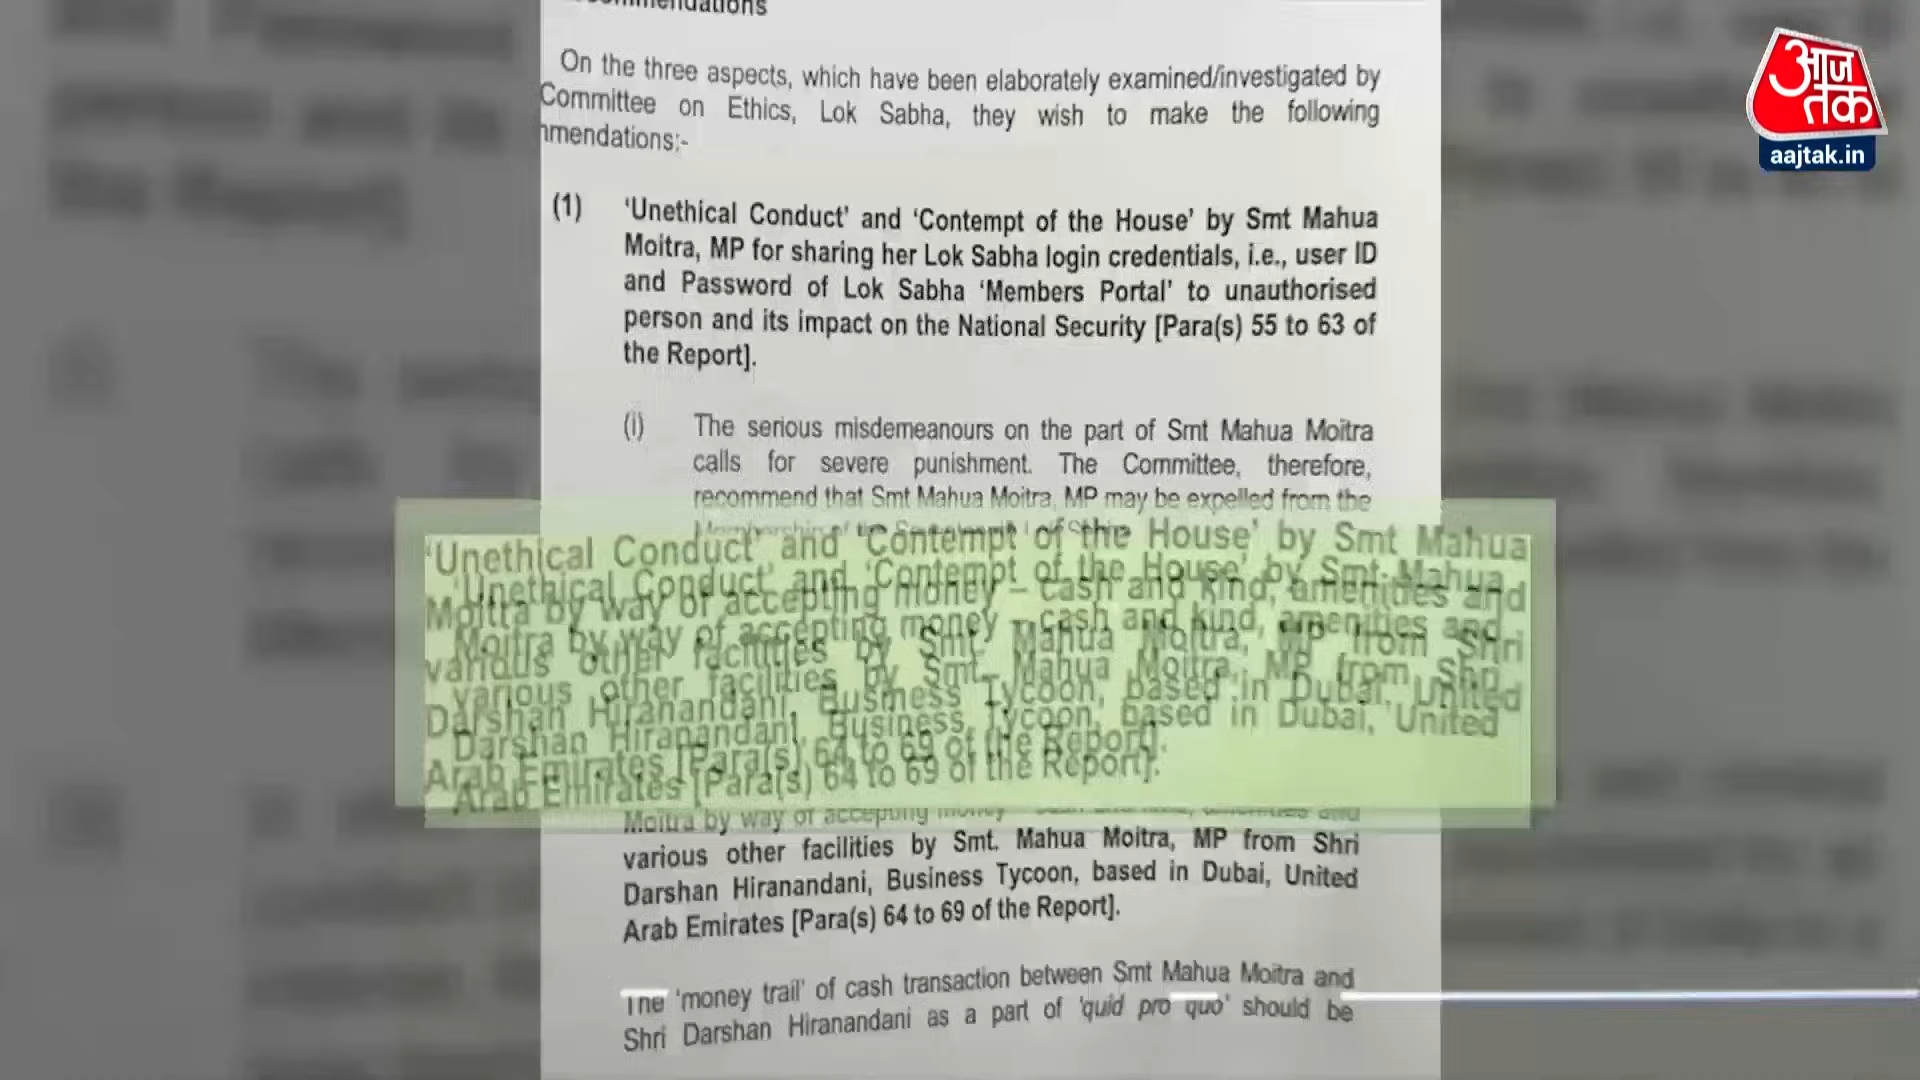 On the three aspects, which have been elaborately examined/investigated by
Committee on Ethics, Lok Sabha, they wish to make the following
mendations:-
(1) ‘Unethical Conduct’ and ‘Contempt of the House’ by Smt Mahua
Moitra, MP for sharing her Lok Sabha login credentials, i.e., user ID
and Password of Lok Sabha ‘Members Portal’ to unauthorised
person and its impact on the National Security [Para(s) 55 to 63 of
the Report].
(i) The serious misdemeanours on the part of Smt Mahua Moitra
calls for severe punishment. The Committee, therefore,
recommend that Smt Mahua Moitra, MP may be expelled from the
‘Unethical Conduct’ and ‘Contempt of the House’ by Smt Mahua
Moitra by way of accepting money – cash and kind, amenities and
various other facilities by Smt Mahua Moitra, MP from Shri
Darshan Hiranandani, Business Tycoon, based in Dubai, United
Arab Emirates [Para(s) 64 to 69 of the Report].
Moitra by way of accepting money
various other facilities by Smt. Mahua Moitra, MP from Shri
Darshan Hiranandani, Business Tycoon, based in Dubai, United
Arab Emirates [Para(s) 64 to 69 of the Report].
The ‘money trail’ of cash transaction between Smt Mahua Moitra and
Shri Darshan Hiranandani as a part of ‘quid pro quo’ should be
आज
तक
aajtak.in